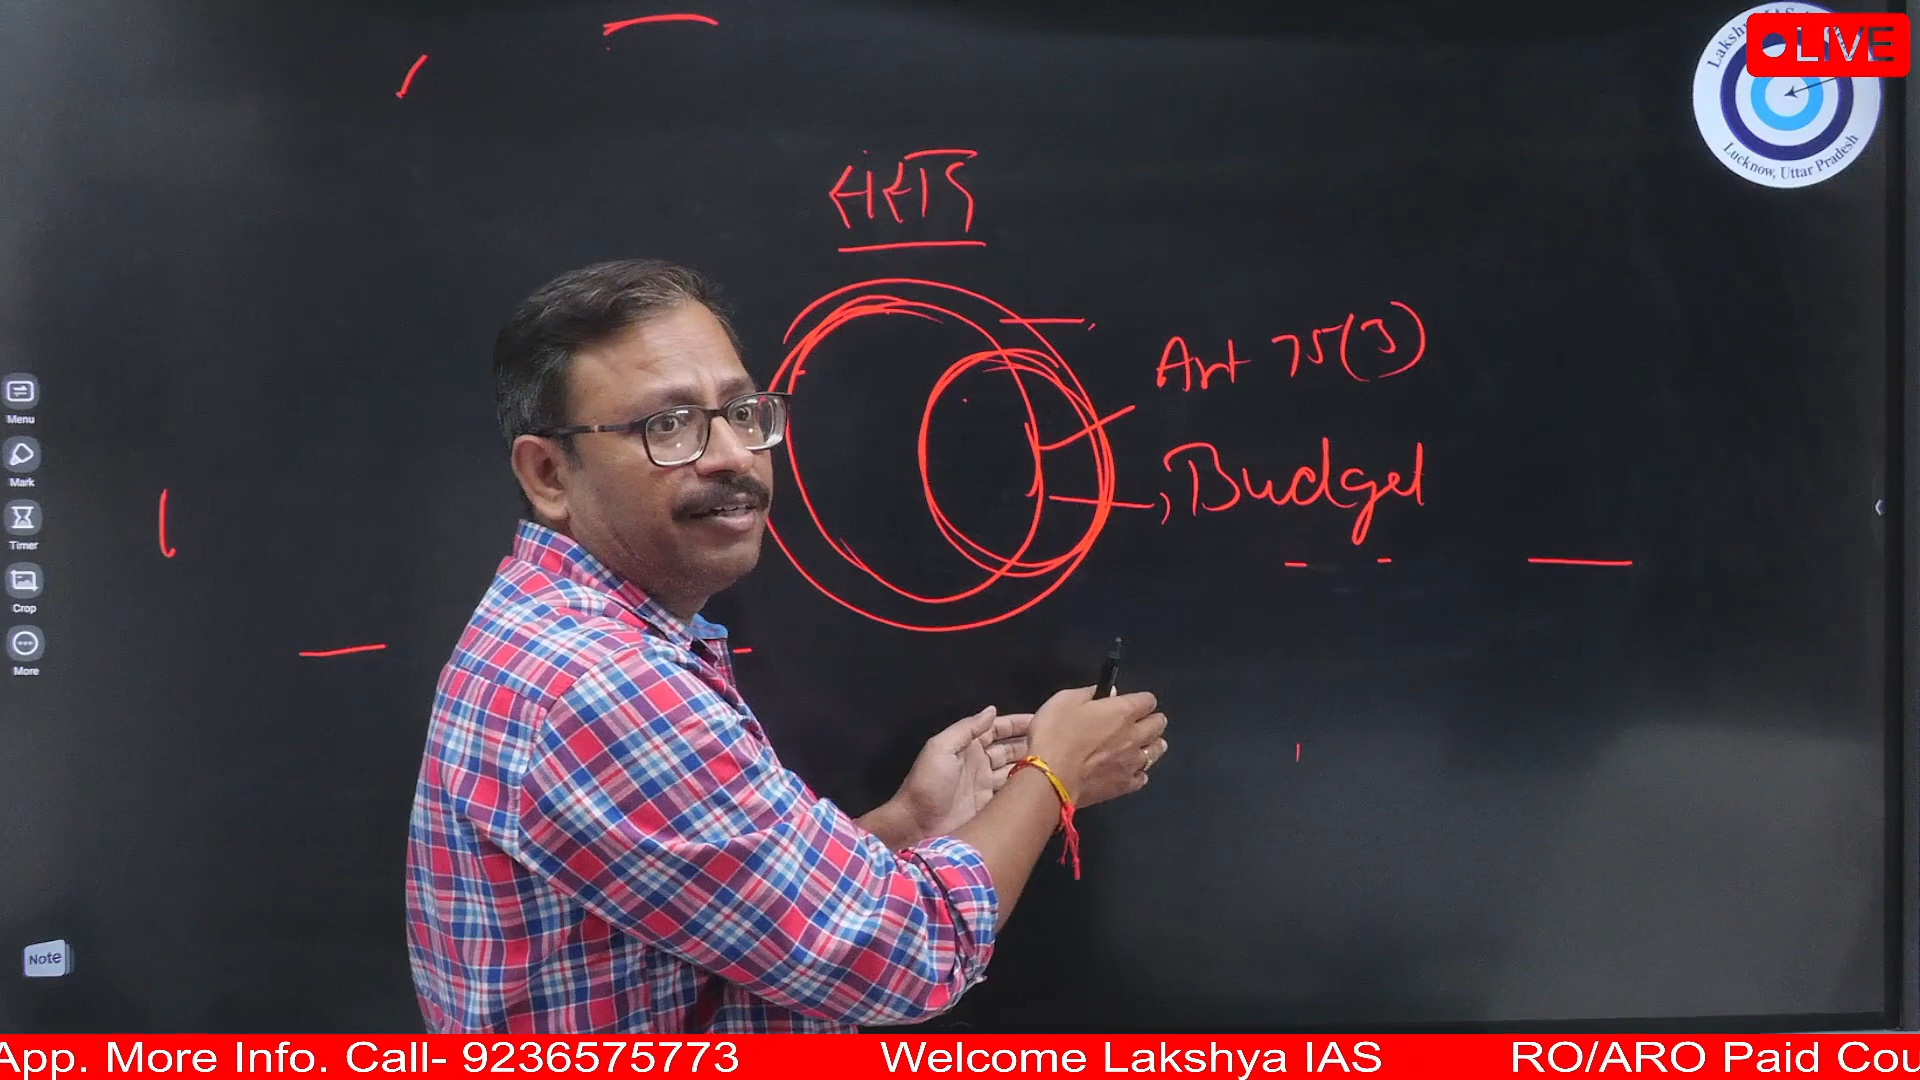 LIVE
Lucknow, Uttar Pradesh
संसद
Art 75(3)
Budget
Menu
Mark
Timer
Crop
More
Note
App. More Info. Call- 9236575773 Welcome Lakshya IAS RO/ARO Paid Cou